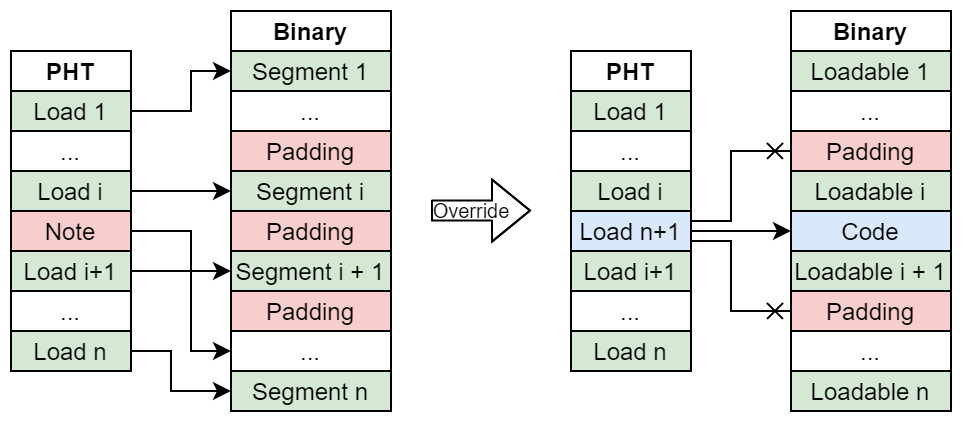 Binary
PHT
Segment 1
Load 1
...
...
Padding
Load i
Segment i
Note
Padding
Load i+1
Segment i + 1
...
Padding
Load n
...
Segment n
Override
Binary
PHT
Loadable 1
Load 1
...
...
Padding
Load i
Loadable i
Load n+1
Code
Load i+1
Loadable i + 1
...
Padding
Load n
...
Loadable n